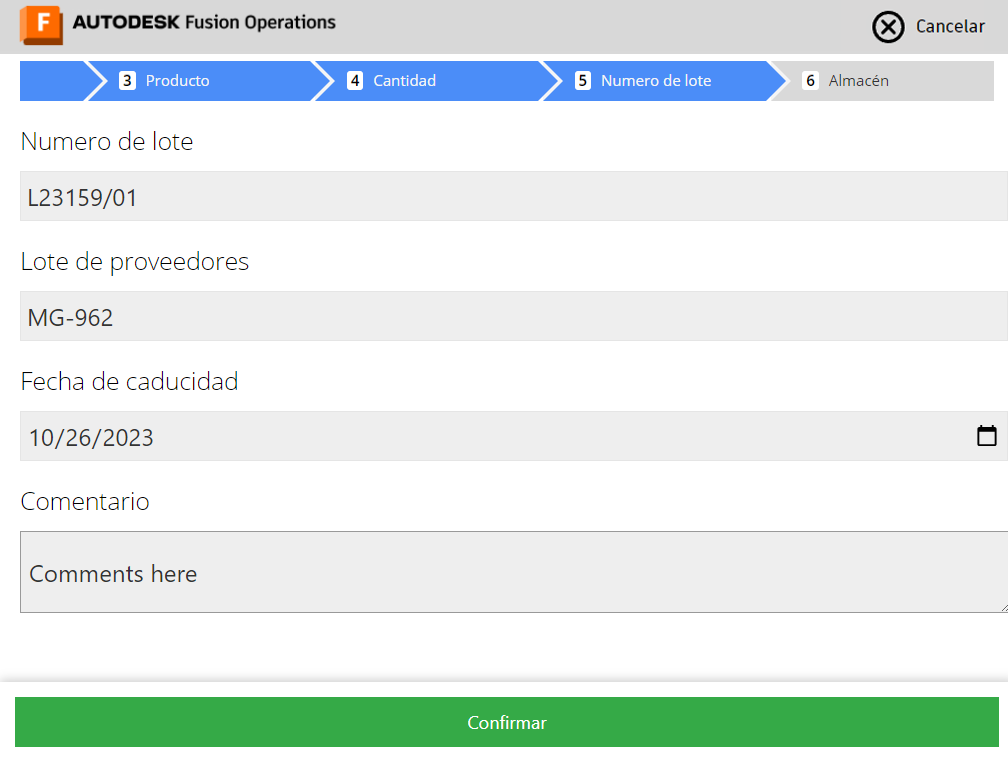 F AUTODESK Fusion Operations Cancelar
3 Producto 4 Cantidad 5 Numero de lote 6 Almacén
Numero de lote
L23159/01
Lote de proveedores
MG-962
Fecha de caducidad
10/26/2023
Comentario
Comments here
Confirmar